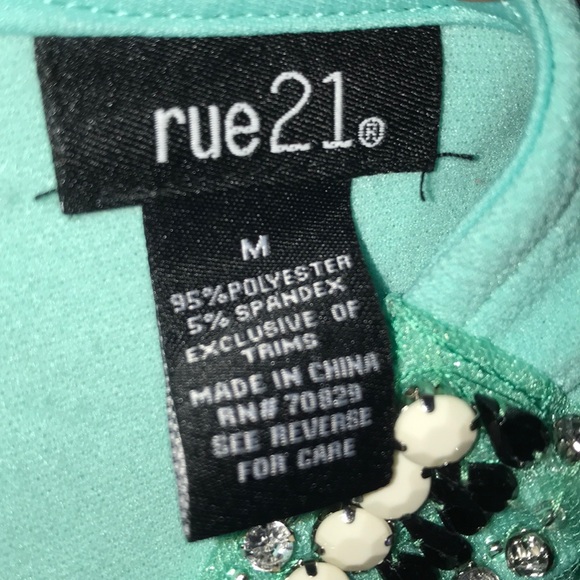 rue21®
M
95%POLYESTER
5% SPANDEX
EXCLUSIVE OF
TRIMS
MADE IN CHINA
RN# 70829
SEE REVERSE
FOR CARE